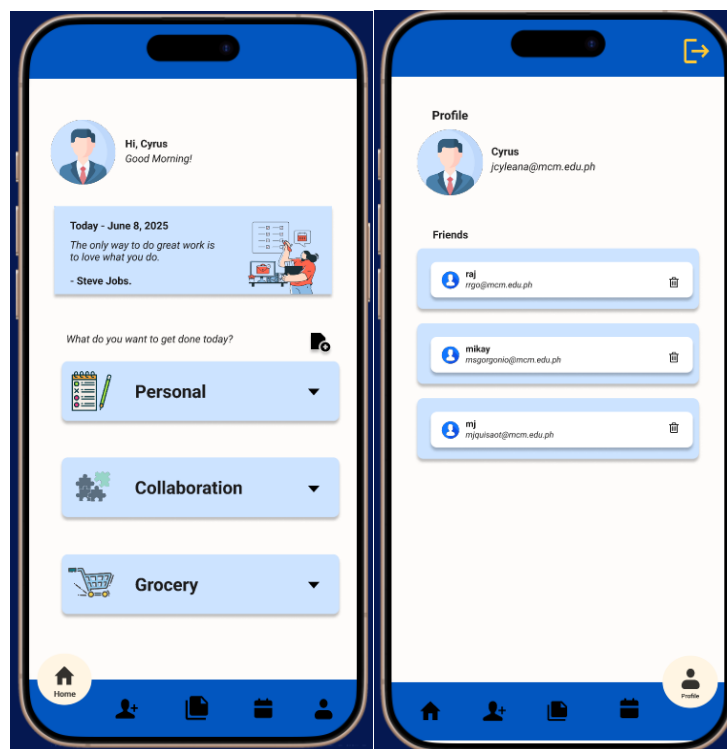 Hi, Cyrus
Good Morning!
Today - June 8, 2025
The only way to do great work is
to love what you do.
- Steve Jobs.
What do you want to get done today?
Personal
Collaboration
Grocery
Home
Profile
Cyrus
jcyleana@mcm.edu.ph
Friends
raj
rrgo@mcm.edu.ph
mikay
msgorgonio@mcm.edu.ph
mj
mjquisaot@mcm.edu.ph
Profile